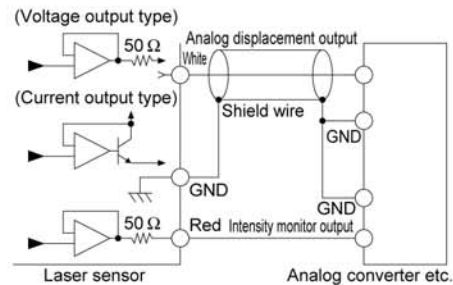 (Voltage output type)
50 Ω
Analog displacement output
White
(Current output type)
Shield wire
GND
GND
GND
50 Ω
Red
Intensity monitor output
Laser sensor
Analog converter etc.